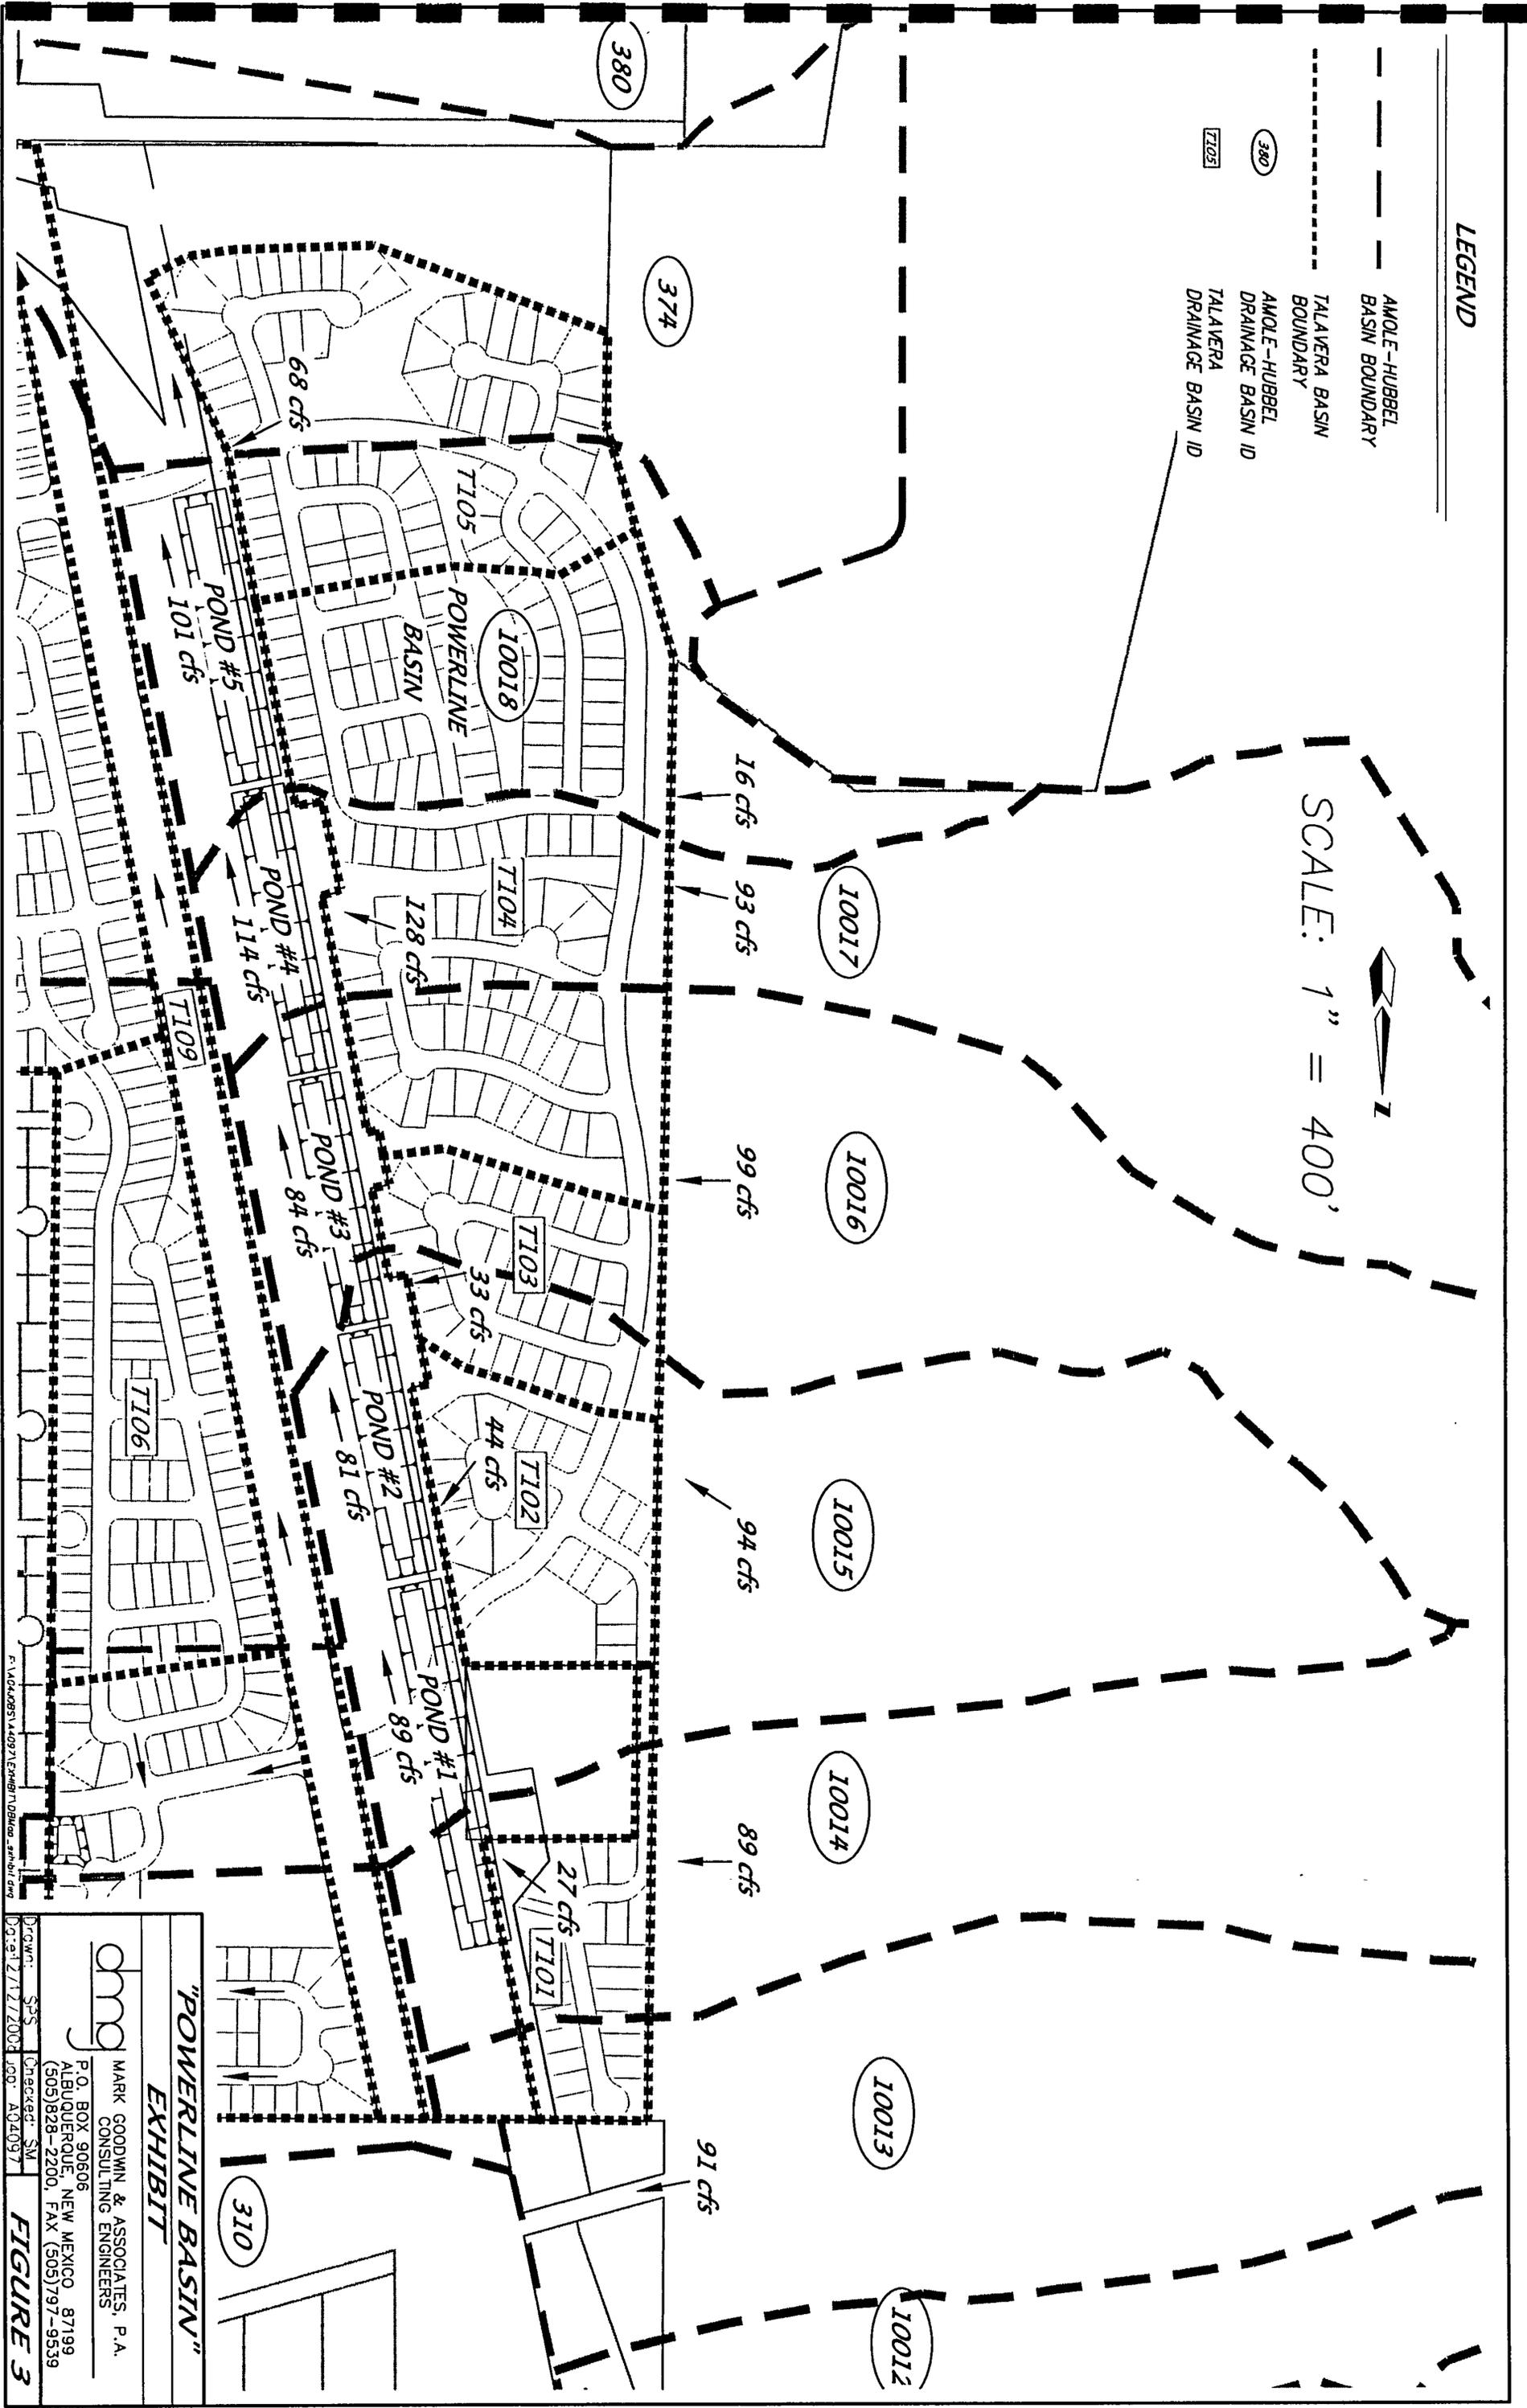 LEGEND
AMOLE-HUBBEL
BASIN BOUNDARY
TALAVERA BASIN
BOUNDARY
380
AMOLE-HUBBEL
DRAINAGE BASIN ID
T105
TALAVERA
DRAINAGE BASIN ID
SCALE: 1" = 400'
Z
380
374
10017
10016
10015
10014
10013
10012
16 cfs
93 cfs
99 cfs
94 cfs
89 cfs
91 cfs
68 cfs
T105
POWERLINE
BASIN
10018
T104
128 cfs
T103
33 cfs
T102
44 cfs
T101
27 cfs
POND #5
101 cfs
POND #4
114 cfs
POND #3
84 cfs
POND #2
81 cfs
POND #1
89 cfs
T109
T106
310
"POWERLINE BASIN"
EXHIBIT
dmg
MARK GOODWIN & ASSOCIATES, P.A.
CONSULTING ENGINEERS
P.O. BOX 90606
ALBUQUERQUE, NEW MEXICO 87199
(505)828-2200, FAX (505)797-9539
Drawn: SPS
Checked: SM
Job: A04097
FIGURE 3